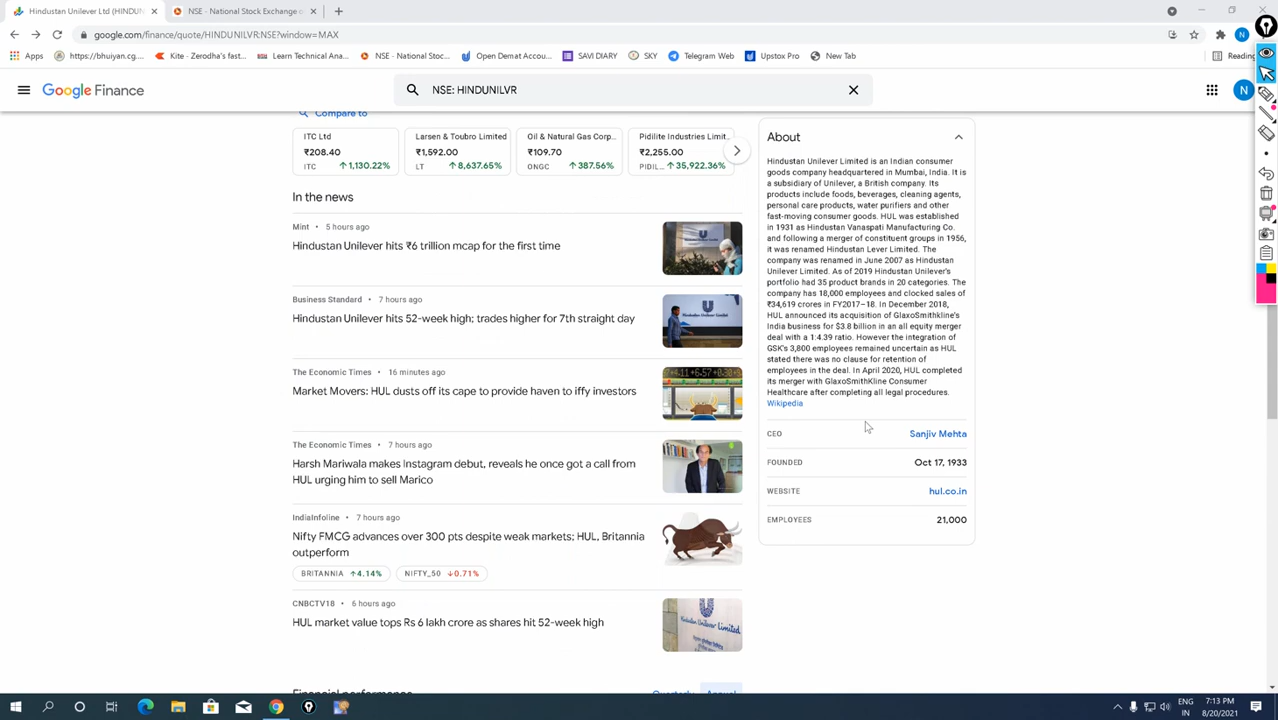 Hindustan Unilever Ltd (HINDUN
NSE - National Stock Exchange o
google.com/finance/quote/HINDUNILVR:NSE?window=MAX
N
Apps
https://bhuiyan.cg....
Kite - Zerodha's fast...
Learn Technical Ana...
NSE - National Stoc...
Open Demat Accou...
SAVI DIARY
SKY
Telegram Web
Upstox Pro
New Tab
Reading
Google Finance
NSE: HINDUNILVR
N
Compare to
ITC Ltd
₹208.40
ITC ↑1,130.22%
Larsen & Toubro Limited
₹1,592.00
LT ↑8,637.65%
Oil & Natural Gas Corp...
₹109.70
ONGC ↑387.56%
Pidilite Industries Limit...
₹2,255.00
PIDIL... ↑35,922.36%
In the news
Mint • 5 hours ago
Hindustan Unilever hits ₹6 trillion mcap for the first time
Business Standard • 7 hours ago
Hindustan Unilever hits 52-week high; trades higher for 7th straight day
The Economic Times • 16 minutes ago
Market Movers: HUL dusts off its cape to provide haven to iffy investors
The Economic Times • 7 hours ago
Harsh Mariwala makes Instagram debut, reveals he once got a call from
HUL urging him to sell Marico
IndiaInfoline • 7 hours ago
Nifty FMCG advances over 300 pts despite weak markets; HUL, Britannia
outperform
BRITANNIA ↑4.14%
NIFTY_50 ↓0.71%
CNBCTV18 • 6 hours ago
HUL market value tops Rs 6 lakh crore as shares hit 52-week high
Hindustan Unilever Limited
Financial performance
Quarterly
Annual
About
Hindustan Unilever Limited is an Indian consumer
goods company headquartered in Mumbai, India. It is
a subsidiary of Unilever, a British company. Its
products include foods, beverages, cleaning agents,
personal care products, water purifiers and other
fast-moving consumer goods. HUL was established
in 1931 as Hindustan Vanaspati Manufacturing Co.
and following a merger of constituent groups in 1956,
it was renamed Hindustan Lever Limited. The
company was renamed in June 2007 as Hindustan
Unilever Limited. As of 2019 Hindustan Unilever's
portfolio had 35 product brands in 20 categories. The
company has 18,000 employees and clocked sales of
₹34,619 crores in FY2017–18. In December 2018,
HUL announced its acquisition of GlaxoSmithkline's
India business for $3.8 billion in an all equity merger
deal with a 1:4.39 ratio. However the integration of
GSK's 3,800 employees remained uncertain as HUL
stated there was no clause for retention of
employees in the deal. In April 2020, HUL completed
its merger with GlaxoSmithKline Consumer
Healthcare after completing all legal procedures.
Wikipedia
CEO Sanjiv Mehta
FOUNDED Oct 17, 1933
WEBSITE hul.co.in
EMPLOYEES 21,000
ENG
IN
7:13 PM
8/20/2021